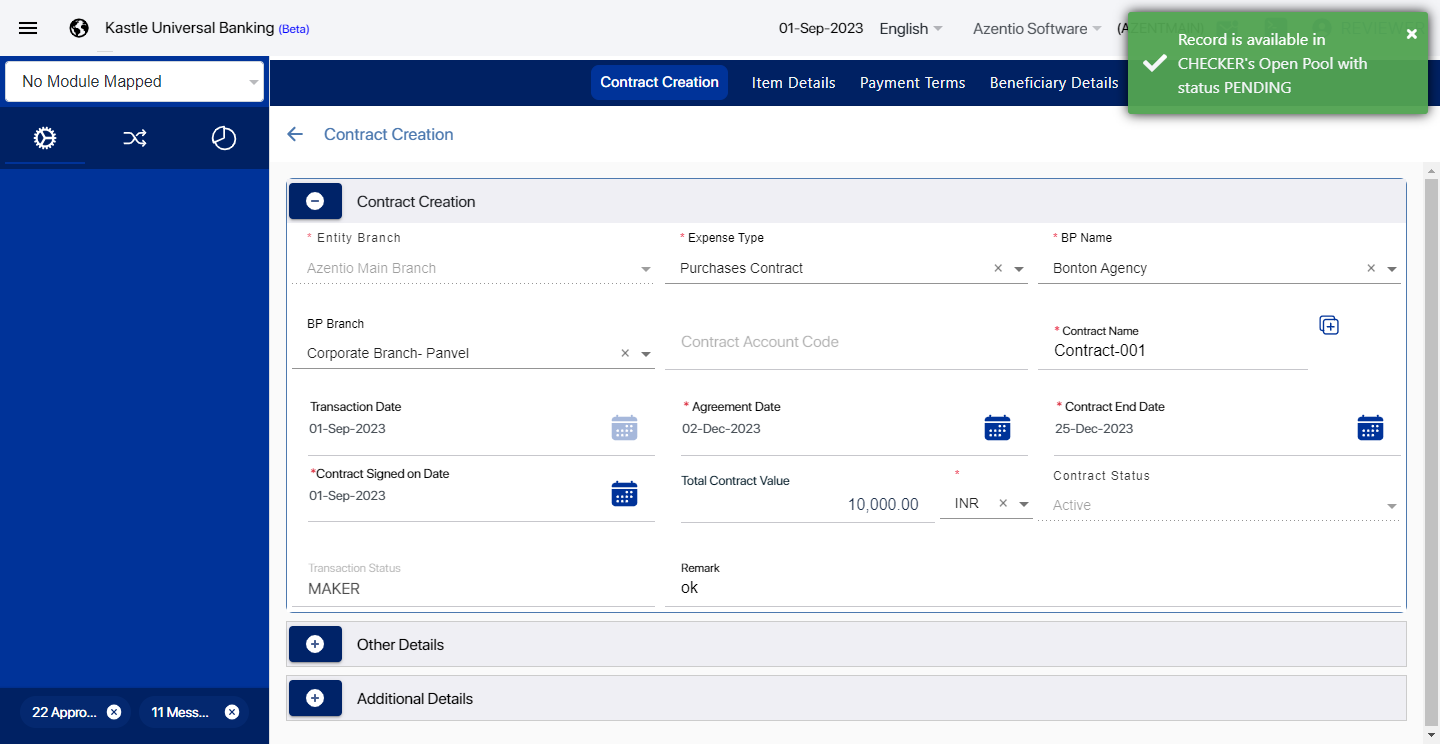 Kastle Universal Banking (Beta)
01-Sep-2023
English
Azentio Software
Record is available in
CHECKER's Open Pool with
status PENDING
No Module Mapped
Contract Creation
Item Details
Payment Terms
Beneficiary Details
Contract Creation
Contract Creation
* Entity Branch
Azentio Main Branch
* Expense Type
Purchases Contract
* BP Name
Bonton Agency
BP Branch
Corporate Branch- Panvel
Contract Account Code
* Contract Name
Contract-001
Transaction Date
01-Sep-2023
* Agreement Date
02-Dec-2023
* Contract End Date
25-Dec-2023
*Contract Signed on Date
01-Sep-2023
Total Contract Value
10,000.00
*
INR
Contract Status
Active
Transaction Status
MAKER
Remark
ok
Other Details
Additional Details
22 Appro...
11 Mess...